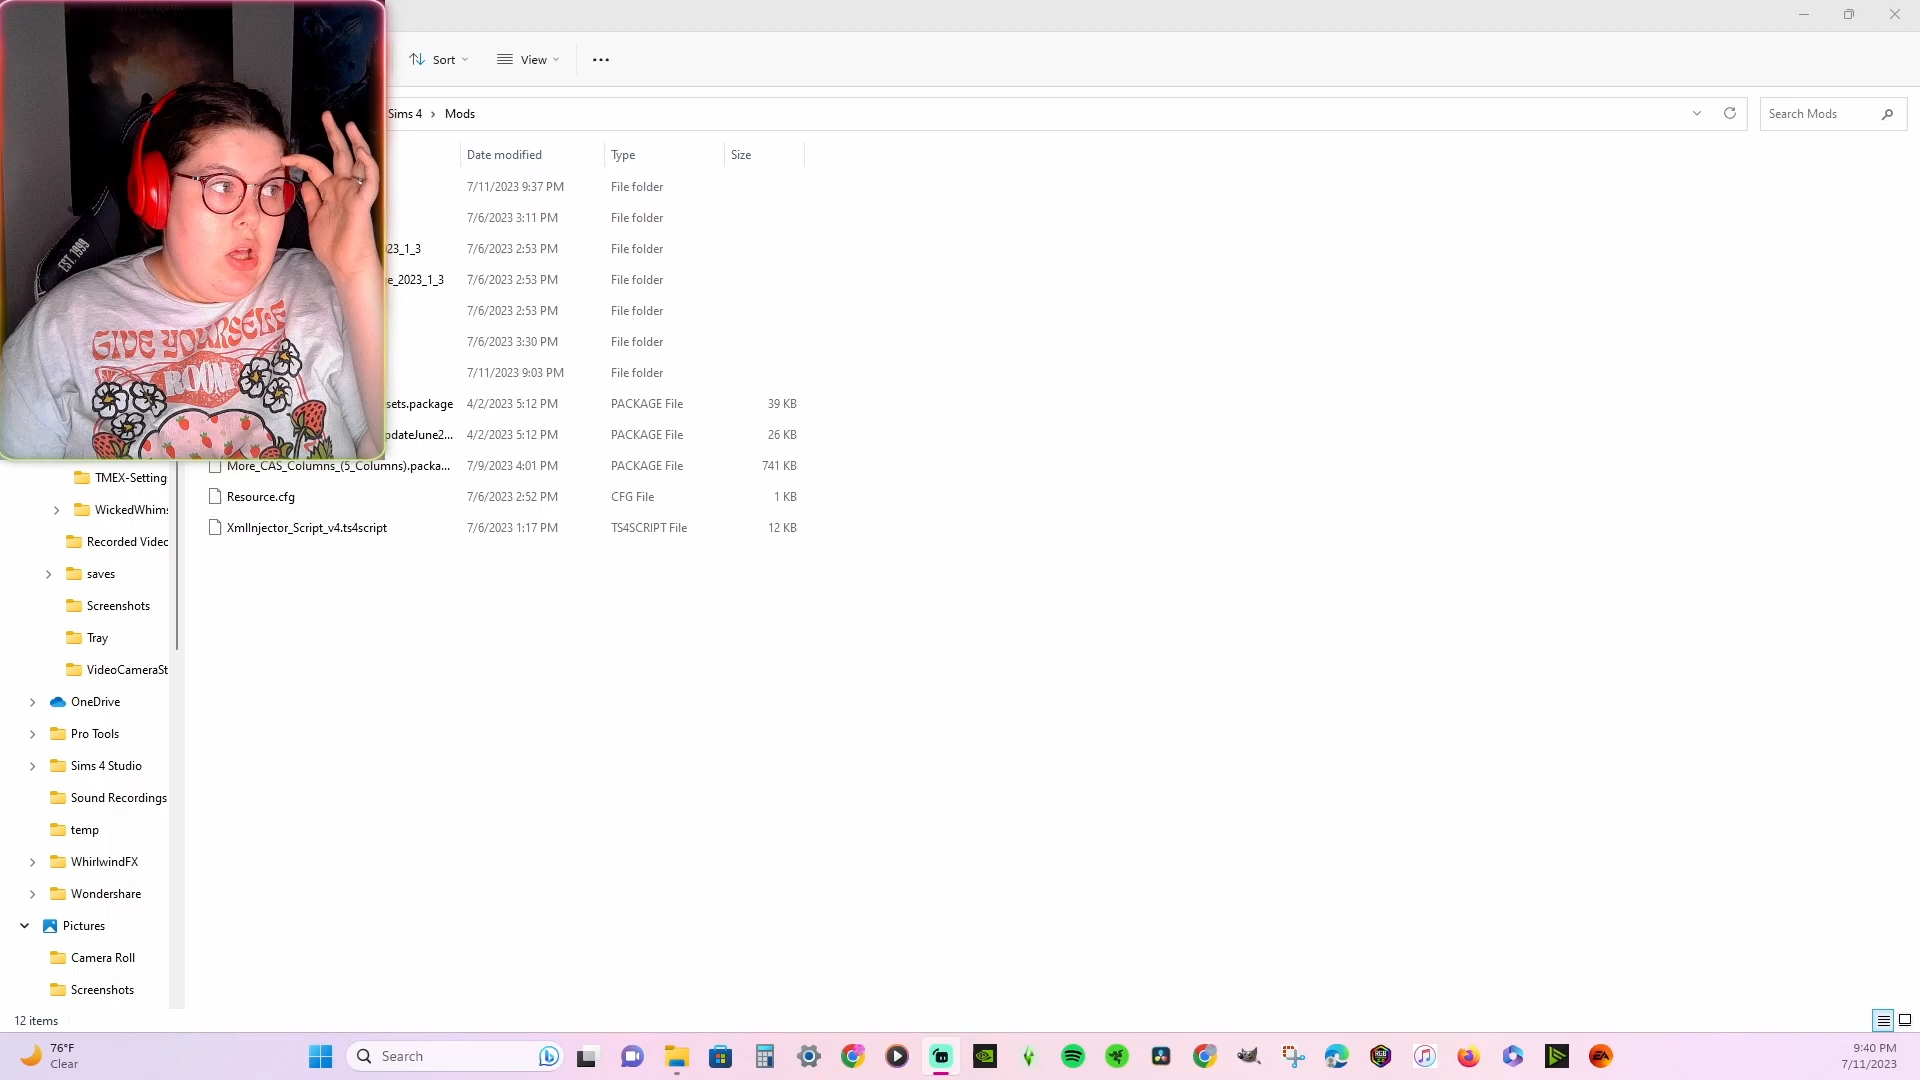 Sort
View
Sims 4 > Mods
Search Mods
Date modified
Type
Size
7/11/2023 9:37 PM File folder
7/6/2023 3:11 PM File folder
23_1_3 7/6/2023 2:53 PM File folder
e_2023_1_3 7/6/2023 2:53 PM File folder
7/6/2023 2:53 PM File folder
7/6/2023 3:30 PM File folder
7/11/2023 9:03 PM File folder
sets.package 4/2/2023 5:12 PM PACKAGE File 39 KB
pdateJune2... 4/2/2023 5:12 PM PACKAGE File 26 KB
More_CAS_Columns_(5_Columns).packa... 7/9/2023 4:01 PM PACKAGE File 741 KB
Resource.cfg 7/6/2023 2:52 PM CFG File 1 KB
XmlInjector_Script_v4.ts4script 7/6/2023 1:17 PM TS4SCRIPT File 12 KB
EST. 1999
GIVE YOURSELF
ROOM
TMEX-Setting
WickedWhims
Recorded Videc
saves
Screenshots
Tray
VideoCameraSt
OneDrive
Pro Tools
Sims 4 Studio
Sound Recordings
temp
WhirlwindFX
Wondershare
Pictures
Camera Roll
Screenshots
12 items
76°F
Clear
Search
EA
9:40 PM
7/11/2023